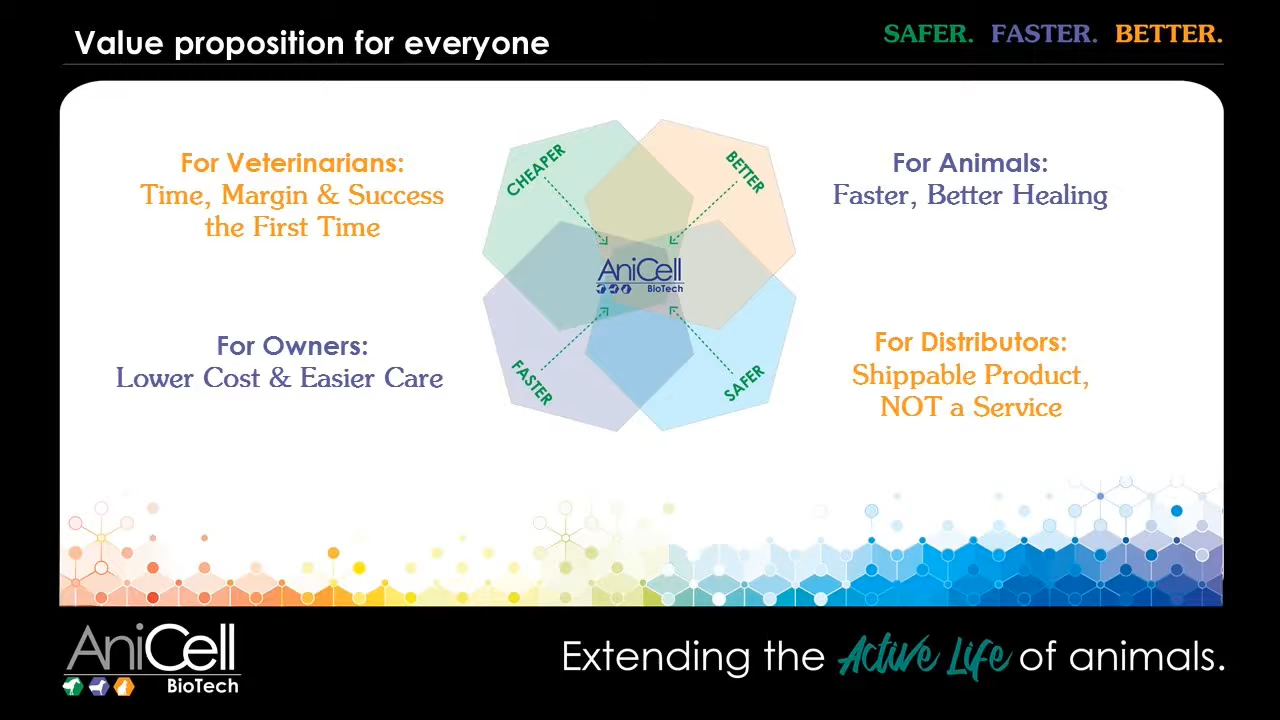 Value proposition for everyone
SAFER. FASTER. BETTER.
For Veterinarians:
Time, Margin & Success
the First Time
CHEAPER
BETTER
For Animals:
Faster, Better Healing
AniCell
BioTech
For Owners:
Lower Cost & Easier Care
FASTER
SAFER
For Distributors:
Shippable Product,
NOT a Service
AniCell
BioTech
Extending the Active Life of animals.